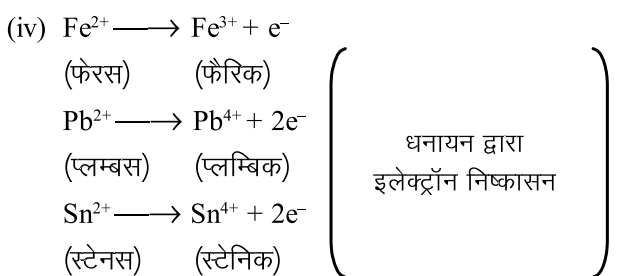 (iv) Fe²⁺ ⟶ Fe³⁺ + e⁻
(फेरस) (फैरिक)
Pb²⁺ ⟶ Pb⁴⁺ + 2e⁻
(प्लम्बस) (प्लम्बिक)
धनायन द्वारा
इलेक्ट्रॉन निष्कासन
Sn²⁺ ⟶ Sn⁴⁺ + 2e⁻
(स्टेनस) (स्टेनिक)